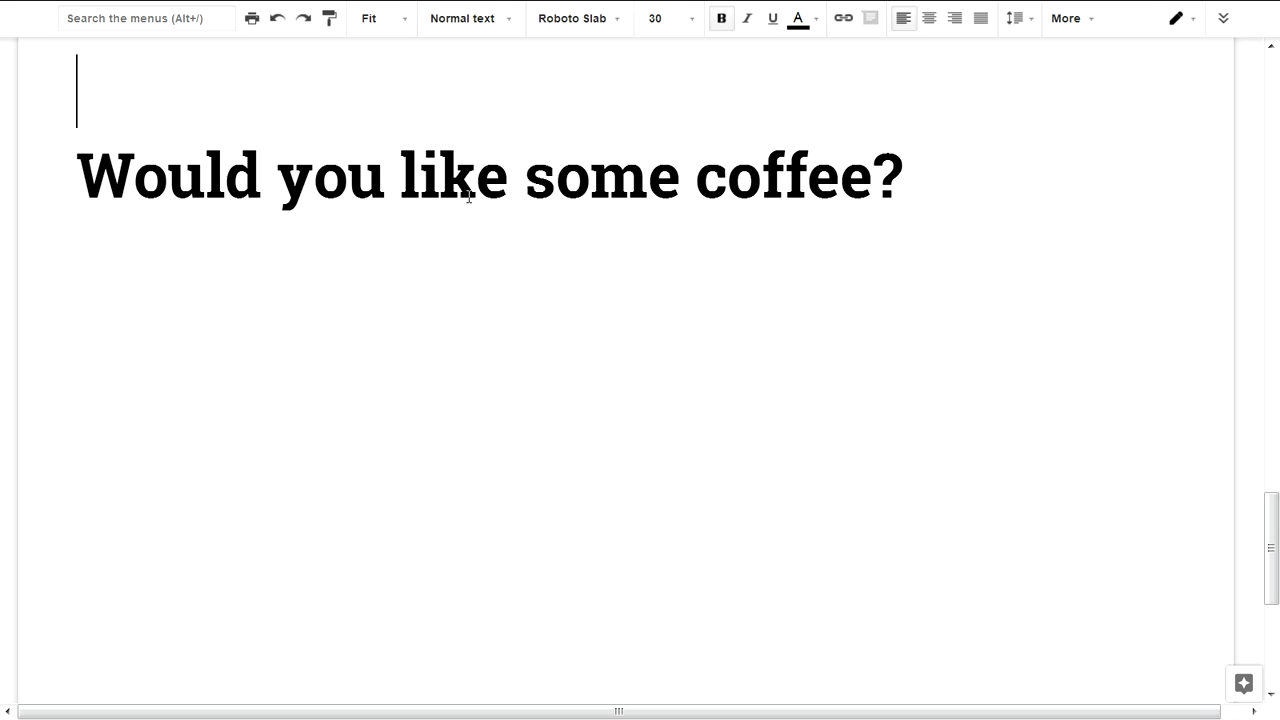 Search the menus (Alt+/) Fit Normal text Roboto Slab 30 B I U A More
Would you like some coffee?